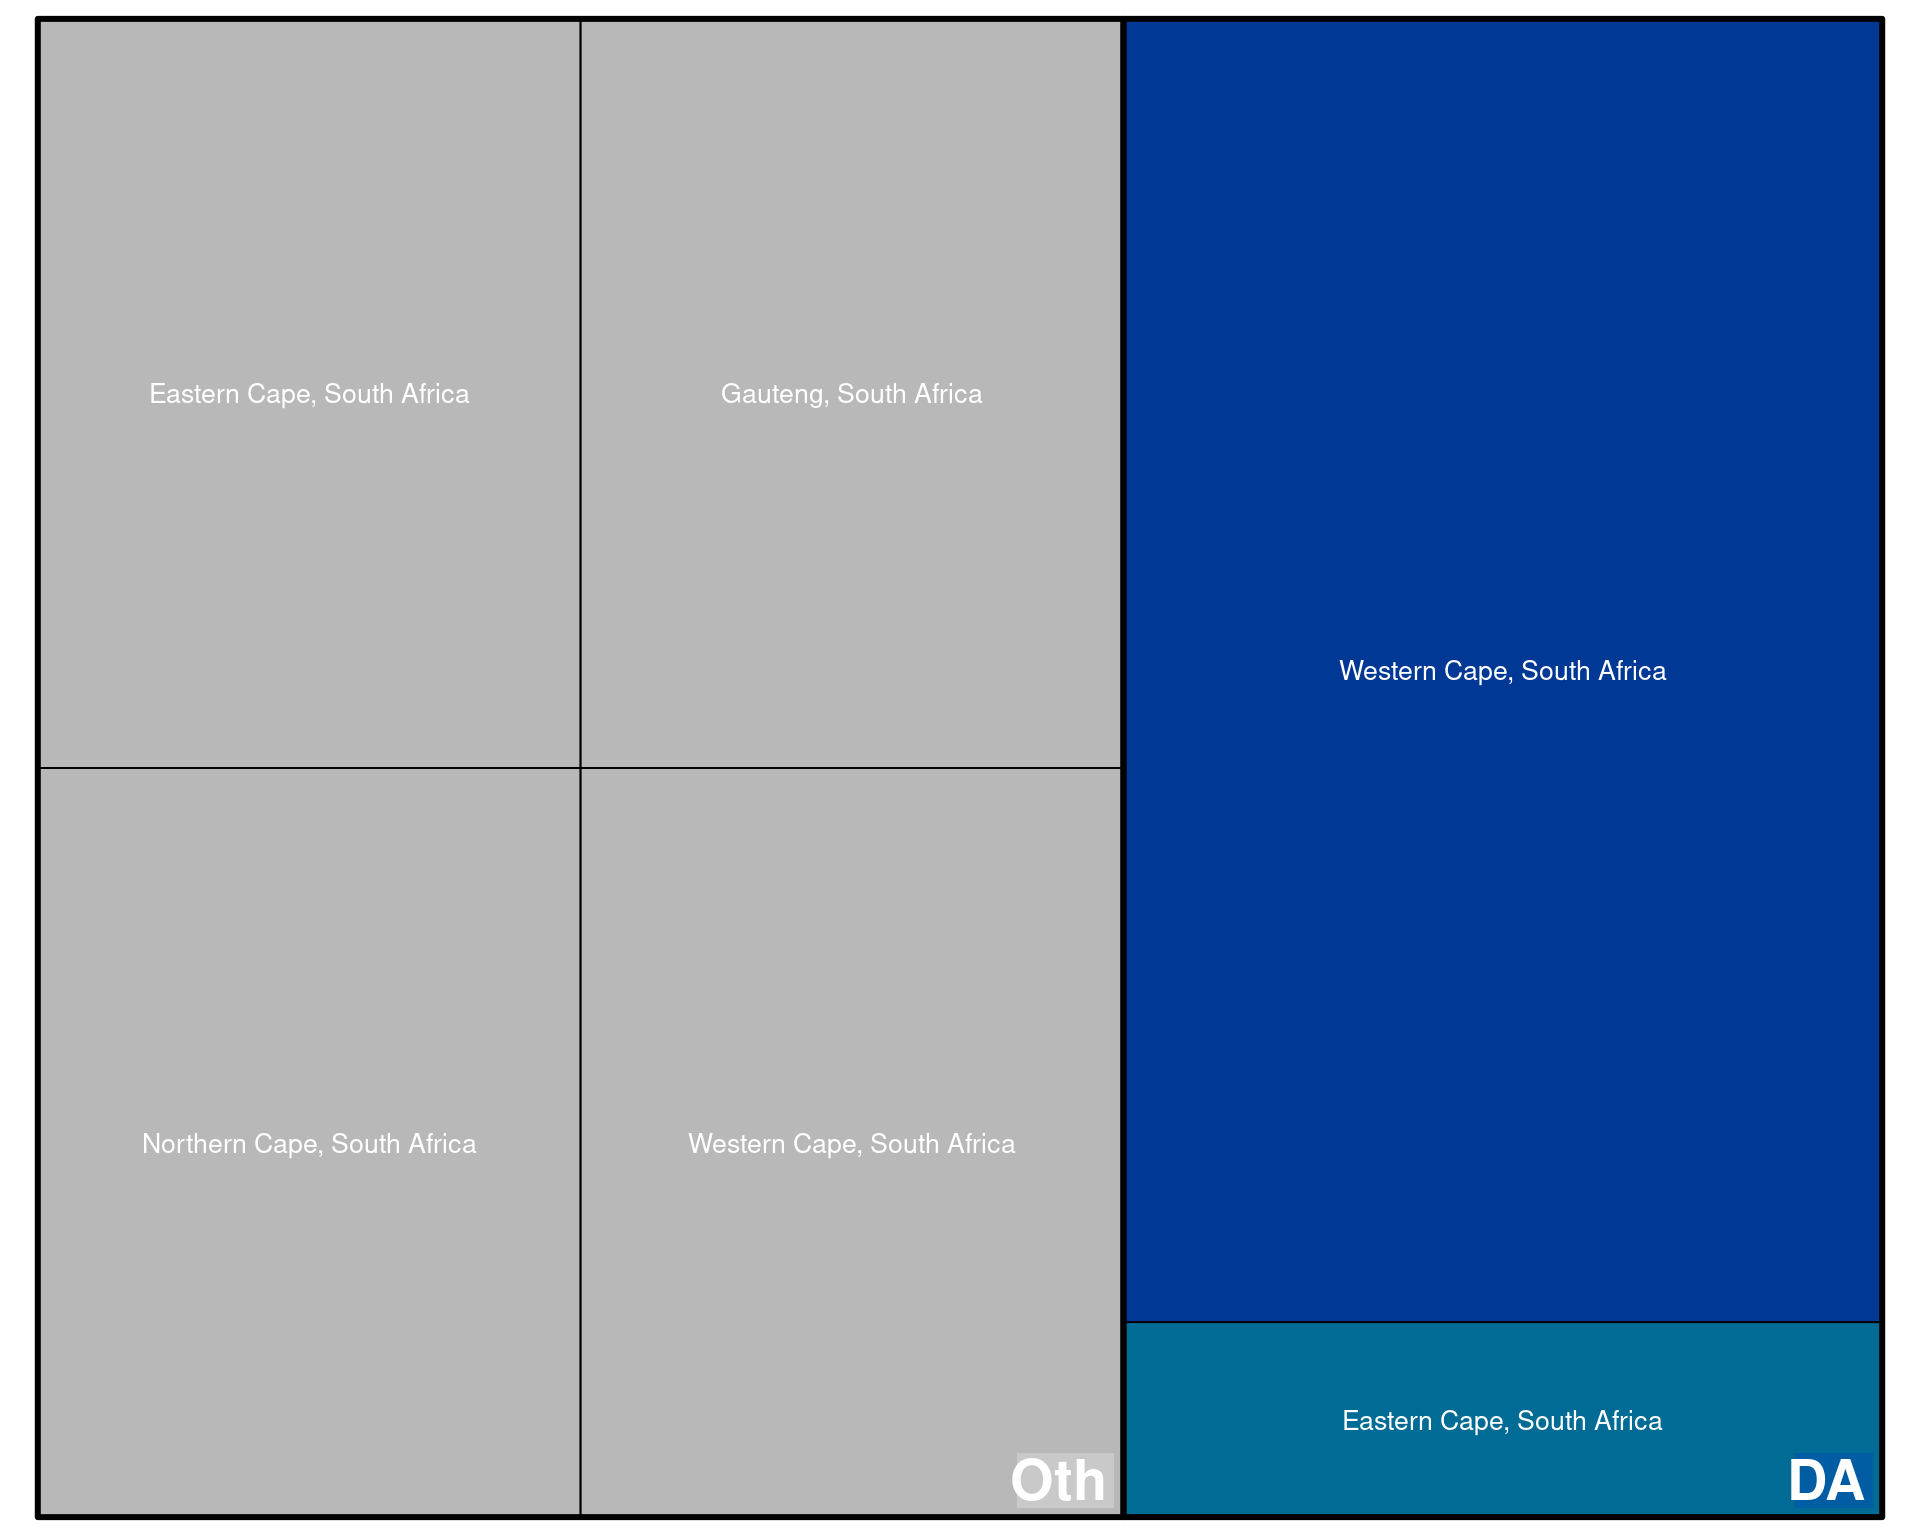 Eastern Cape, South Africa
Gauteng, South Africa
Northern Cape, South Africa
Western Cape, South Africa
Oth
Western Cape, South Africa
Eastern Cape, South Africa
DA